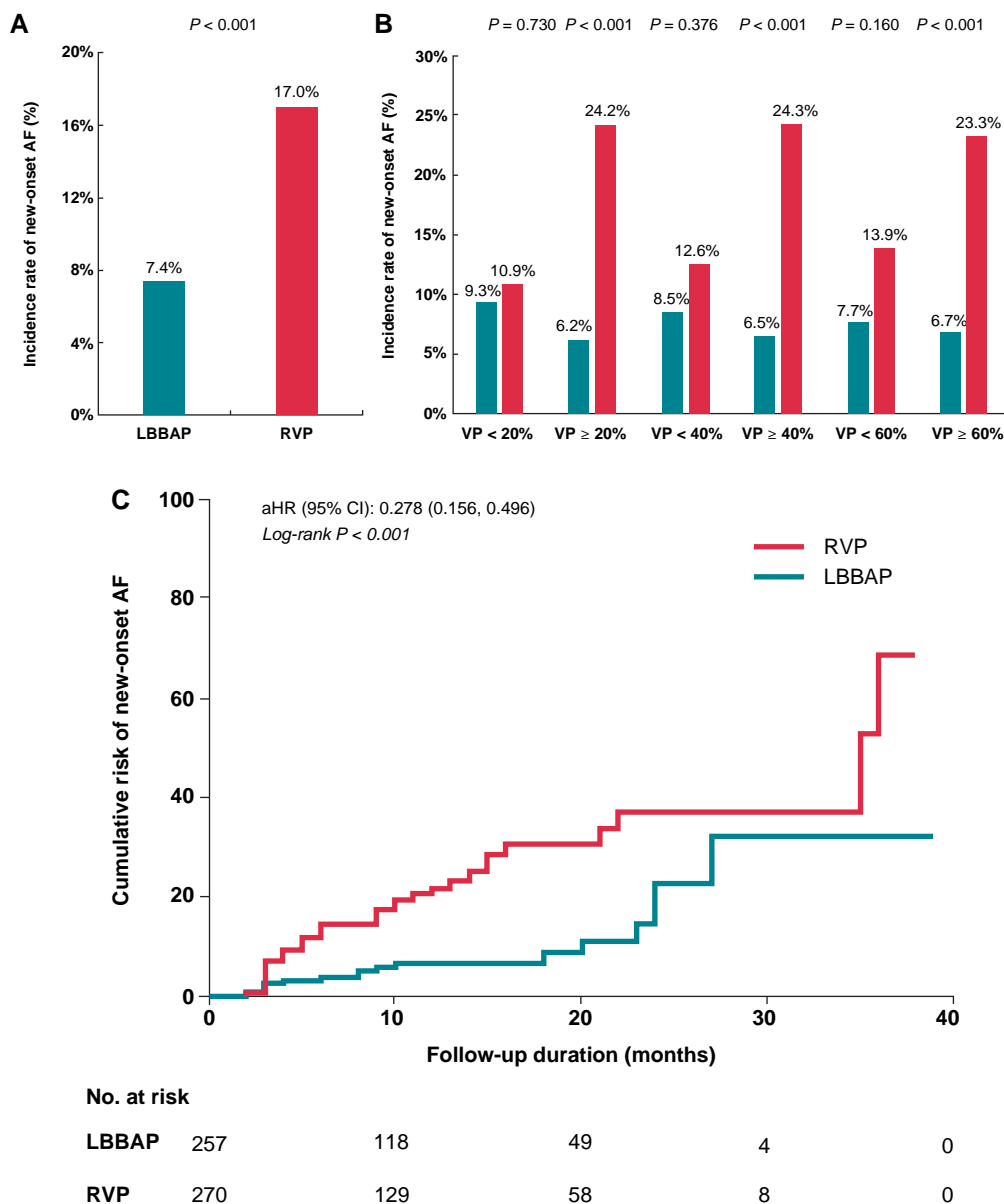 A
P < 0.001
Incidence rate of new-onset AF (%)
20%
16%
12%
8%
4%
0%
7.4%
17.0%
LBBAP RVP
B
P = 0.730 P < 0.001 P = 0.376 P < 0.001 P = 0.160 P < 0.001
Incidence rate of new-onset AF (%)
30%
25%
20%
15%
10%
5%
0%
9.3% 10.9% 6.2% 24.2% 8.5% 12.6% 6.5% 24.3% 7.7% 13.9% 6.7% 23.3%
VP < 20% VP ≥ 20% VP < 40% VP ≥ 40% VP < 60% VP ≥ 60%
C
aHR (95% CI): 0.278 (0.156, 0.496)
Log-rank P < 0.001
RVP
LBBAP
Cumulative risk of new-onset AF
100
80
60
40
20
0
0 10 20 30 40
Follow-up duration (months)
No. at risk
LBBAP 257 118 49 4 0
RVP 270 129 58 8 0